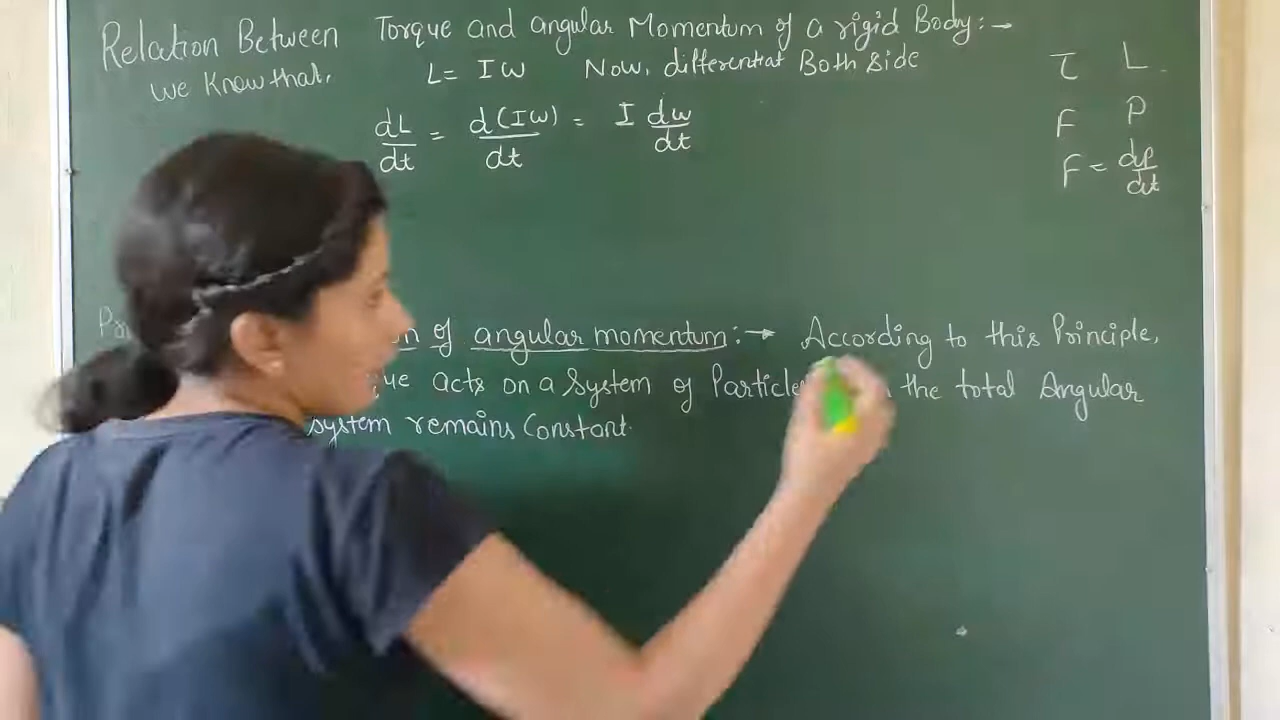 Relation Between Torque and angular Momentum of a rigid Body:-
we Know that, L = Iω Now, differentiat Both side
dL/dt = d(Iω)/dt = I dω/dt
τ L
F P
F = dp/dt
of angular momentum:→ According to this Principle,
acts on a System of Particle the total Angular
system remains Constant.